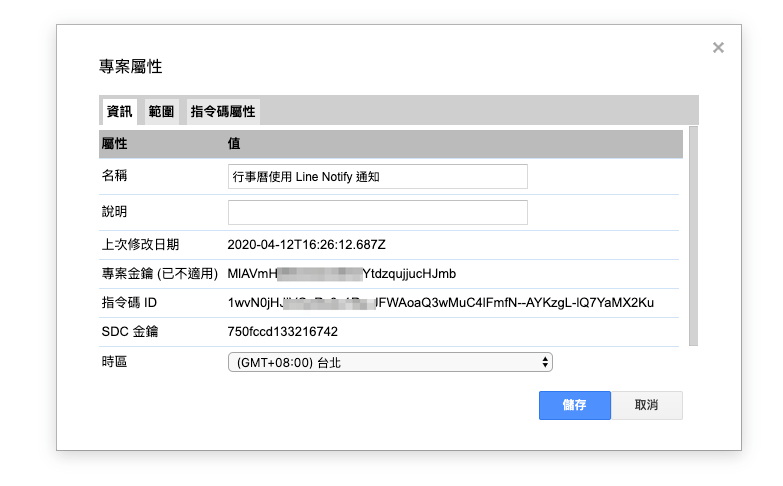 專案屬性
資訊 範圍 指令碼屬性
屬性 值
名稱 行事曆使用 Line Notify 通知
說明
上次修改日期 2020-04-12T16:26:12.687Z
專案金鑰 (已不適用) MIAVmH YtdzqujjucHJmb
指令碼 ID 1wvN0jHJ FWAoaQ3wMuC4lFmfN--AYKzgL-lQ7YaMX2Ku
SDC 金鑰 750fccd133216742
時區 (GMT+08:00) 台北
儲存 取消